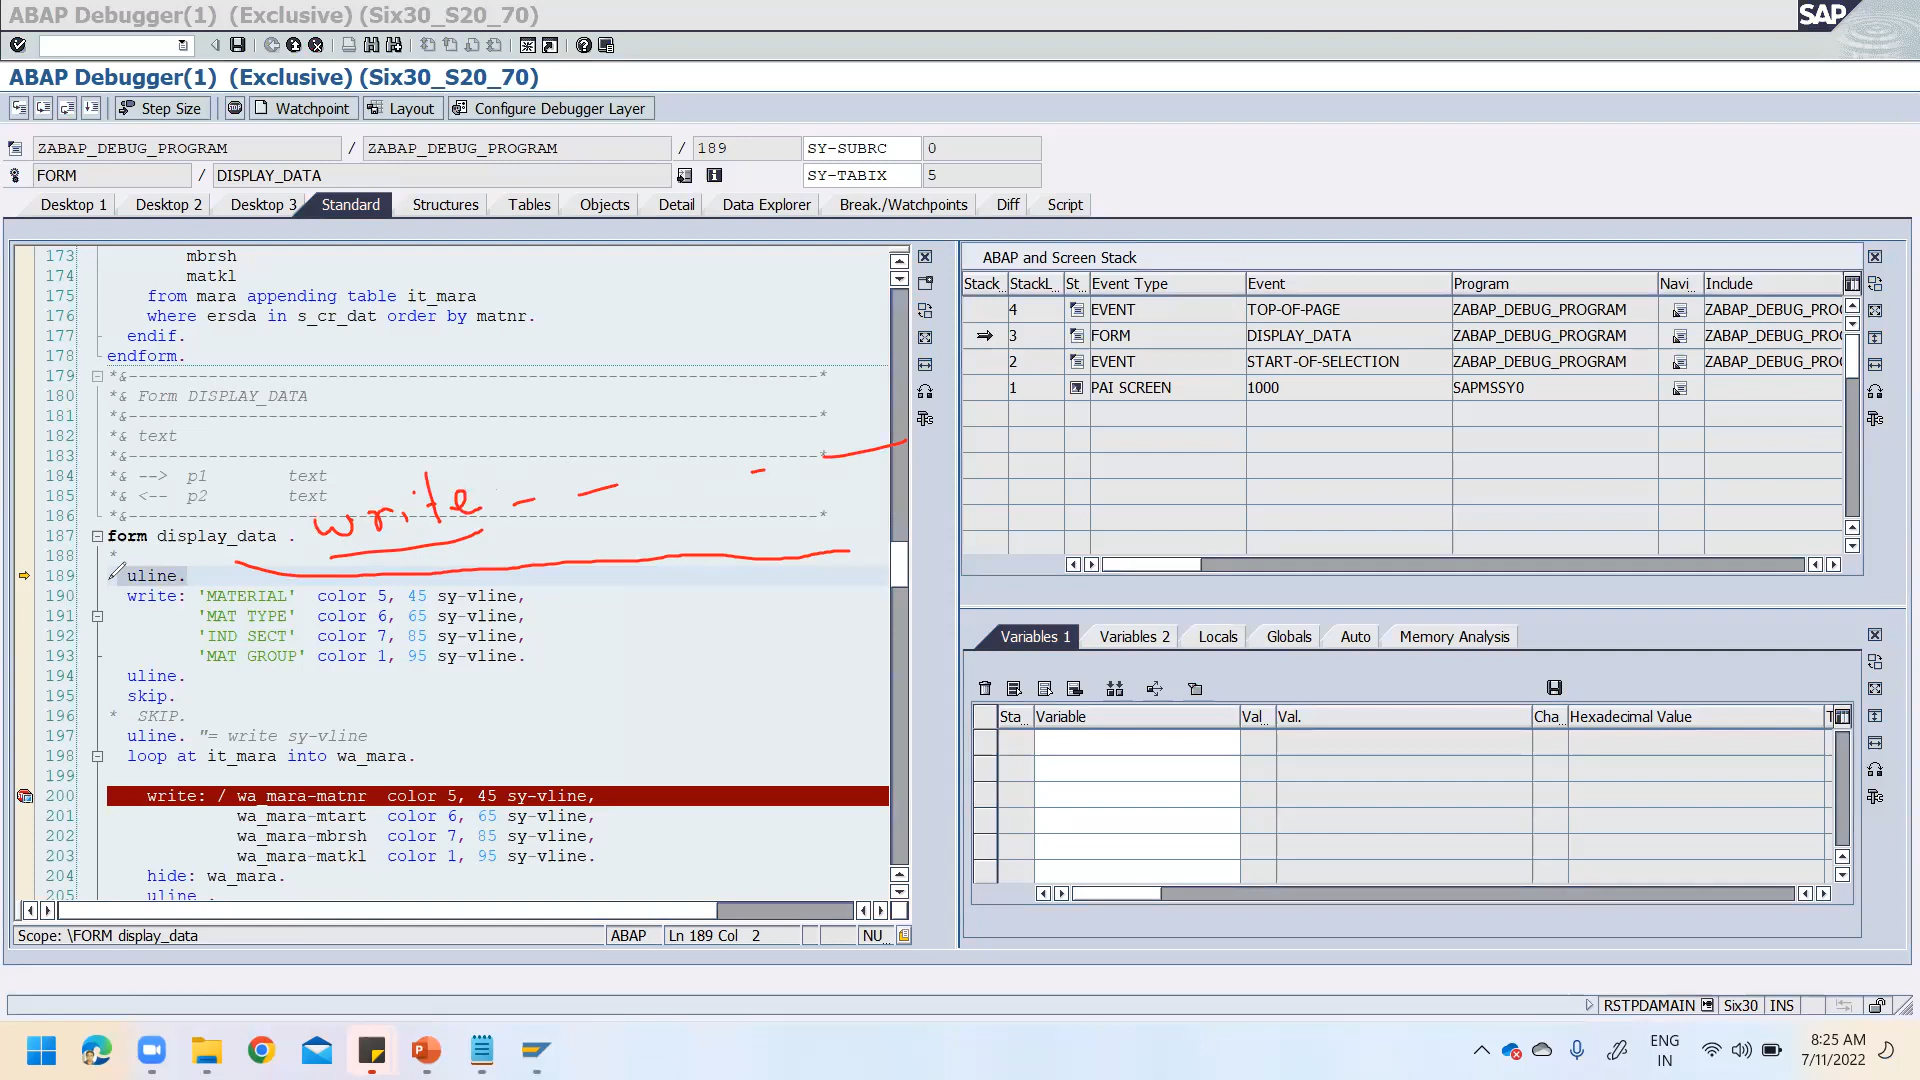 ABAP Debugger(1)  (Exclusive) (Six30_S20_70)
SAP
ABAP Debugger(1)  (Exclusive) (Six30_S20_70)
Step Size
Watchpoint
Layout
Configure Debugger Layer
ZABAP_DEBUG_PROGRAM / ZABAP_DEBUG_PROGRAM / 189 SY-SUBRC 0
FORM / DISPLAY_DATA SY-TABIX 5
Desktop 1 Desktop 2 Desktop 3 Standard Structures Tables Objects Detail Data Explorer Break./Watchpoints Diff Script
173 mbrsh
174 matkl
175 from mara appending table it_mara
176 where ersda in s_cr_dat order by matnr.
177 endif.
178 endform.
179 *&---------------------------------------------------------------------*
180 *& Form DISPLAY_DATA
181 *&---------------------------------------------------------------------*
182 *& text
183 *&---------------------------------------------------------------------*
184 *& --> p1 text
185 *& <-- p2 text
write - - -
186 *&---------------------------------------------------------------------*
187 form display_data .
188 *
189 uline.
190 write: 'MATERIAL' color 5, 45 sy-vline,
191 'MAT TYPE' color 6, 65 sy-vline,
192 'IND SECT' color 7, 85 sy-vline,
193 'MAT GROUP' color 1, 95 sy-vline.
194 uline.
195 skip.
196 * SKIP.
197 uline. "= write sy-vline
198 loop at it_mara into wa_mara.
199
200 write: / wa_mara-matnr color 5, 45 sy-vline,
201 wa_mara-mtart color 6, 65 sy-vline,
202 wa_mara-mbrsh color 7, 85 sy-vline,
203 wa_mara-matkl color 1, 95 sy-vline.
204 hide: wa_mara.
205 uline .
Scope: \FORM display_data ABAP Ln 189 Col 2 NU...
ABAP and Screen Stack
Stack... StackL... St... Event Type Event Program Navi... Include
4 EVENT TOP-OF-PAGE ZABAP_DEBUG_PROGRAM ZABAP_DEBUG_PRO
3 FORM DISPLAY_DATA ZABAP_DEBUG_PROGRAM ZABAP_DEBUG_PRO
2 EVENT START-OF-SELECTION ZABAP_DEBUG_PROGRAM ZABAP_DEBUG_PRO
1 PAI SCREEN 1000 SAPMSSY0
Variables 1 Variables 2 Locals Globals Auto Memory Analysis
Sta... Variable Val... Val. Cha... Hexadecimal Value T
RSTPDAMAIN Six30 INS
ENG
IN
8:25 AM
7/11/2022